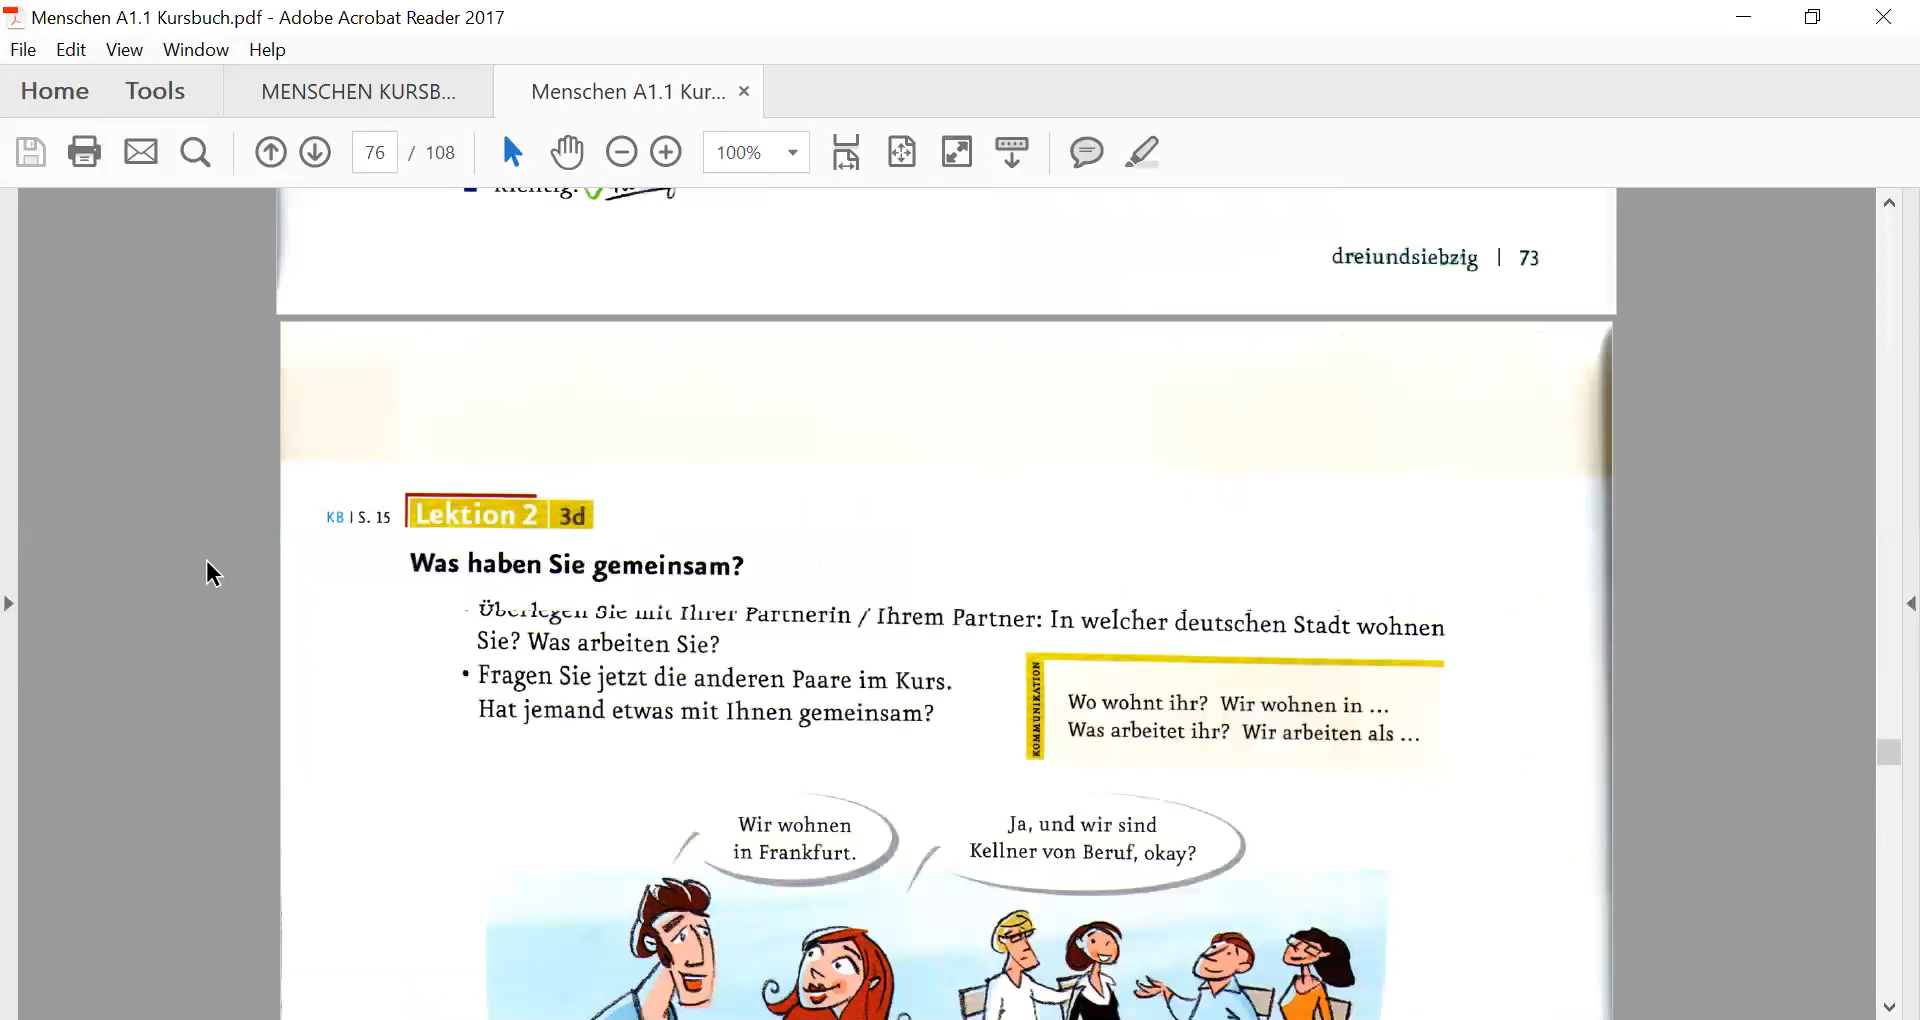 Menschen A1.1 Kursbuch.pdf - Adobe Acrobat Reader 2017
File Edit View Window Help
Home Tools MENSCHEN KURSB... Menschen A1.1 Kur... ×
76 / 108 100%
Richtig.
dreiundsiebzig | 73
KB | S. 15 Lektion 2 3d
Was haben Sie gemeinsam?
Überlegen Sie mit Ihrer Partnerin / Ihrem Partner: In welcher deutschen Stadt wohnen
Sie? Was arbeiten Sie?
• Fragen Sie jetzt die anderen Paare im Kurs.
Hat jemand etwas mit Ihnen gemeinsam?
KOMMUNIKATION
Wo wohnt ihr? Wir wohnen in ...
Was arbeitet ihr? Wir arbeiten als ...
Wir wohnen
in Frankfurt.
Ja, und wir sind
Kellner von Beruf, okay?